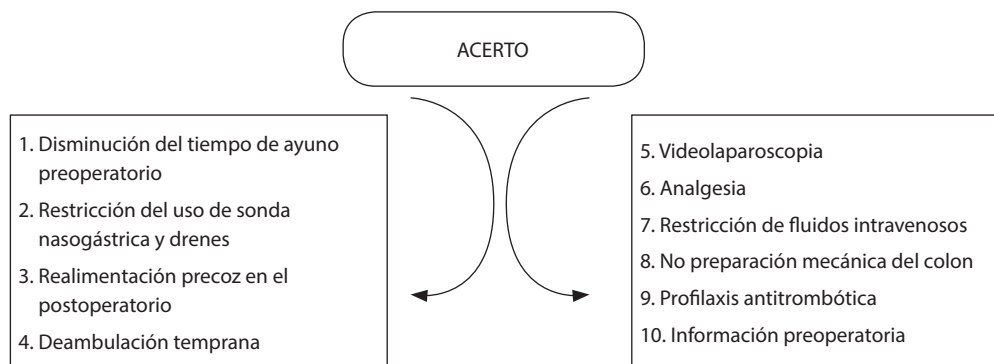 ACERTO
1. Disminución del tiempo de ayuno
preoperatorio
2. Restricción del uso de sonda
nasogástrica y drenes
3. Realimentación precoz en el
postoperatorio
4. Deambulación temprana
5. Videolaparoscopia
6. Analgesia
7. Restricción de fluidos intravenosos
8. No preparación mecánica del colon
9. Profilaxis antitrombótica
10. Información preoperatoria